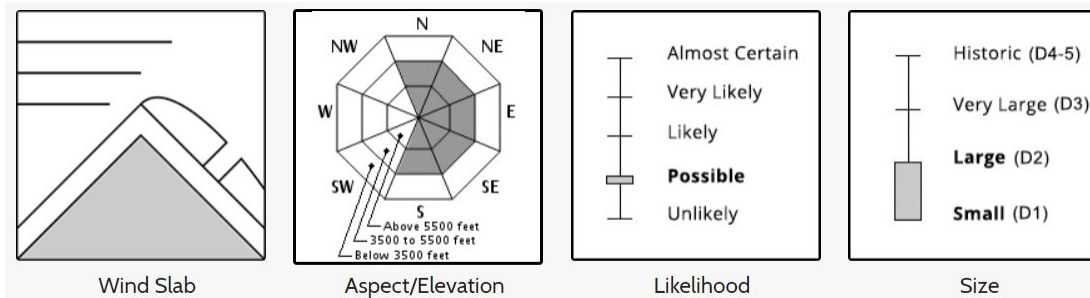 N
NW
NE
W
E
SW
SE
S
Above 5500 feet
3500 to 5500 feet
Below 3500 feet
Almost Certain
Very Likely
Likely
Possible
Unlikely
Historic (D4-5)
Very Large (D3)
Large (D2)
Small (D1)
Wind Slab
Aspect/Elevation
Likelihood
Size